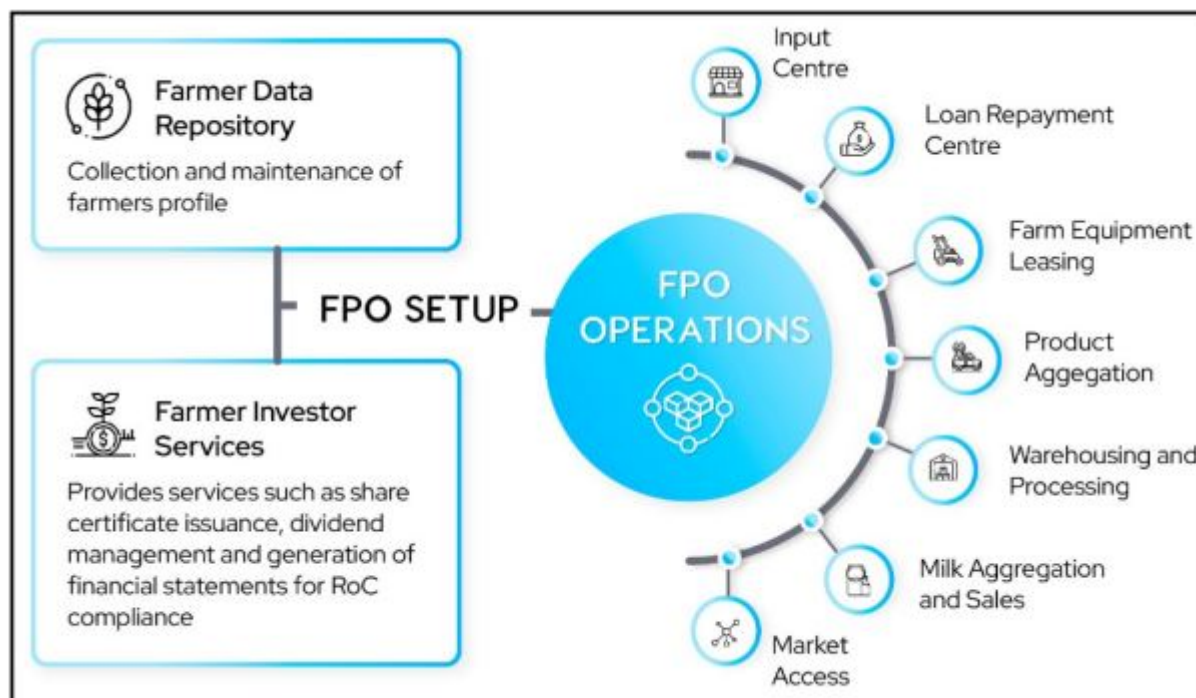 Farmer Data
Repository
Collection and maintenance of
farmers profile
FPO SETUP
Farmer Investor
Services
Provides services such as share
certificate issuance, dividend
management and generation of
financial statements for RoC
compliance
FPO
OPERATIONS
Input
Centre
Loan Repayment
Centre
Farm Equipment
Leasing
Product
Aggegation
Warehousing and
Processing
Milk Aggregation
and Sales
Market
Access